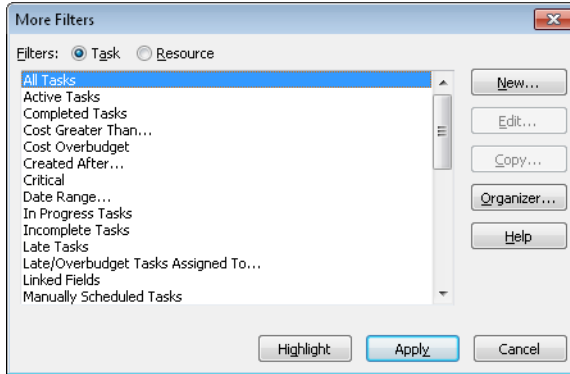 More Filters
Filters: Task Resource
All Tasks
Active Tasks
Completed Tasks
Cost Greater Than...
Cost Overbudget
Created After...
Critical
Date Range...
In Progress Tasks
Incomplete Tasks
Late Tasks
Late/Overbudget Tasks Assigned To...
Linked Fields
Manually Scheduled Tasks
New...
Edit...
Copy...
Organizer...
Help
Highlight Apply Cancel